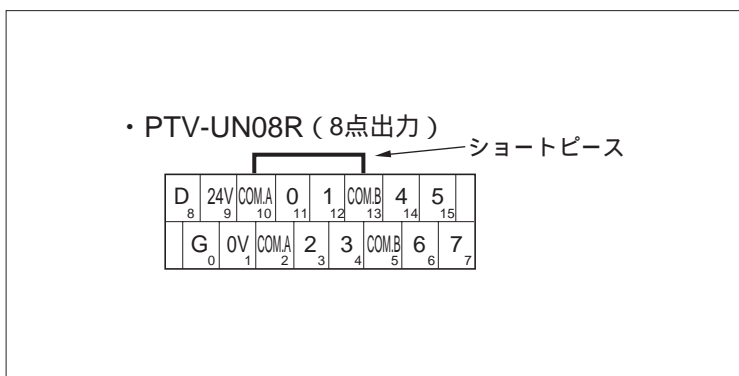 ・PTV-UN08R（8点出力）
ショートピース
D 8 24V 9 COM.A 10 0 11 1 12 COM.B 13 4 14 5 15
G 0 0V 1 COM.A 2 2 3 3 4 COM.B 5 6 6 7 7